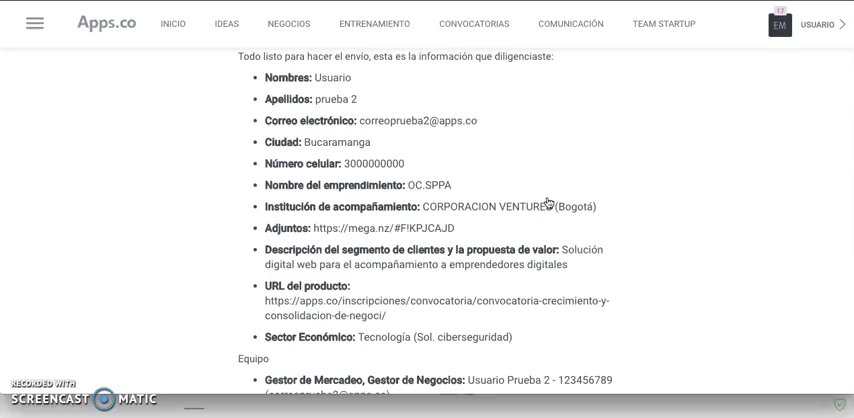 Apps.co INICIO IDEAS NEGOCIOS ENTRENAMIENTO CONVOCATORIAS COMUNICACIÓN TEAM STARTUP 17 EM USUARIO
Todo listo para hacer el envío, esta es la información que diligenciaste:
• Nombres: Usuario
• Apellidos: prueba 2
• Correo electrónico: correoprueba2@apps.co
• Ciudad: Bucaramanga
• Número celular: 3000000000
• Nombre del emprendimiento: OC.SPPA
• Institución de acompañamiento: CORPORACION VENTURES (Bogotá)
• Adjuntos: https://mega.nz/#F!KPJCAJD
• Descripción del segmento de clientes y la propuesta de valor: Solución
digital web para el acompañamiento a emprendedores digitales
• URL del producto:
https://apps.co/inscripciones/convocatoria/convocatoria-crecimiento-y-
consolidacion-de-negoci/
• Sector Económico: Tecnología (Sol. ciberseguridad)
Equipo
• Gestor de Mercadeo, Gestor de Negocios: Usuario Prueba 2 - 123456789
(correoprueba2@apps.co)
RECORDED WITH
SCREENCAST MATIC